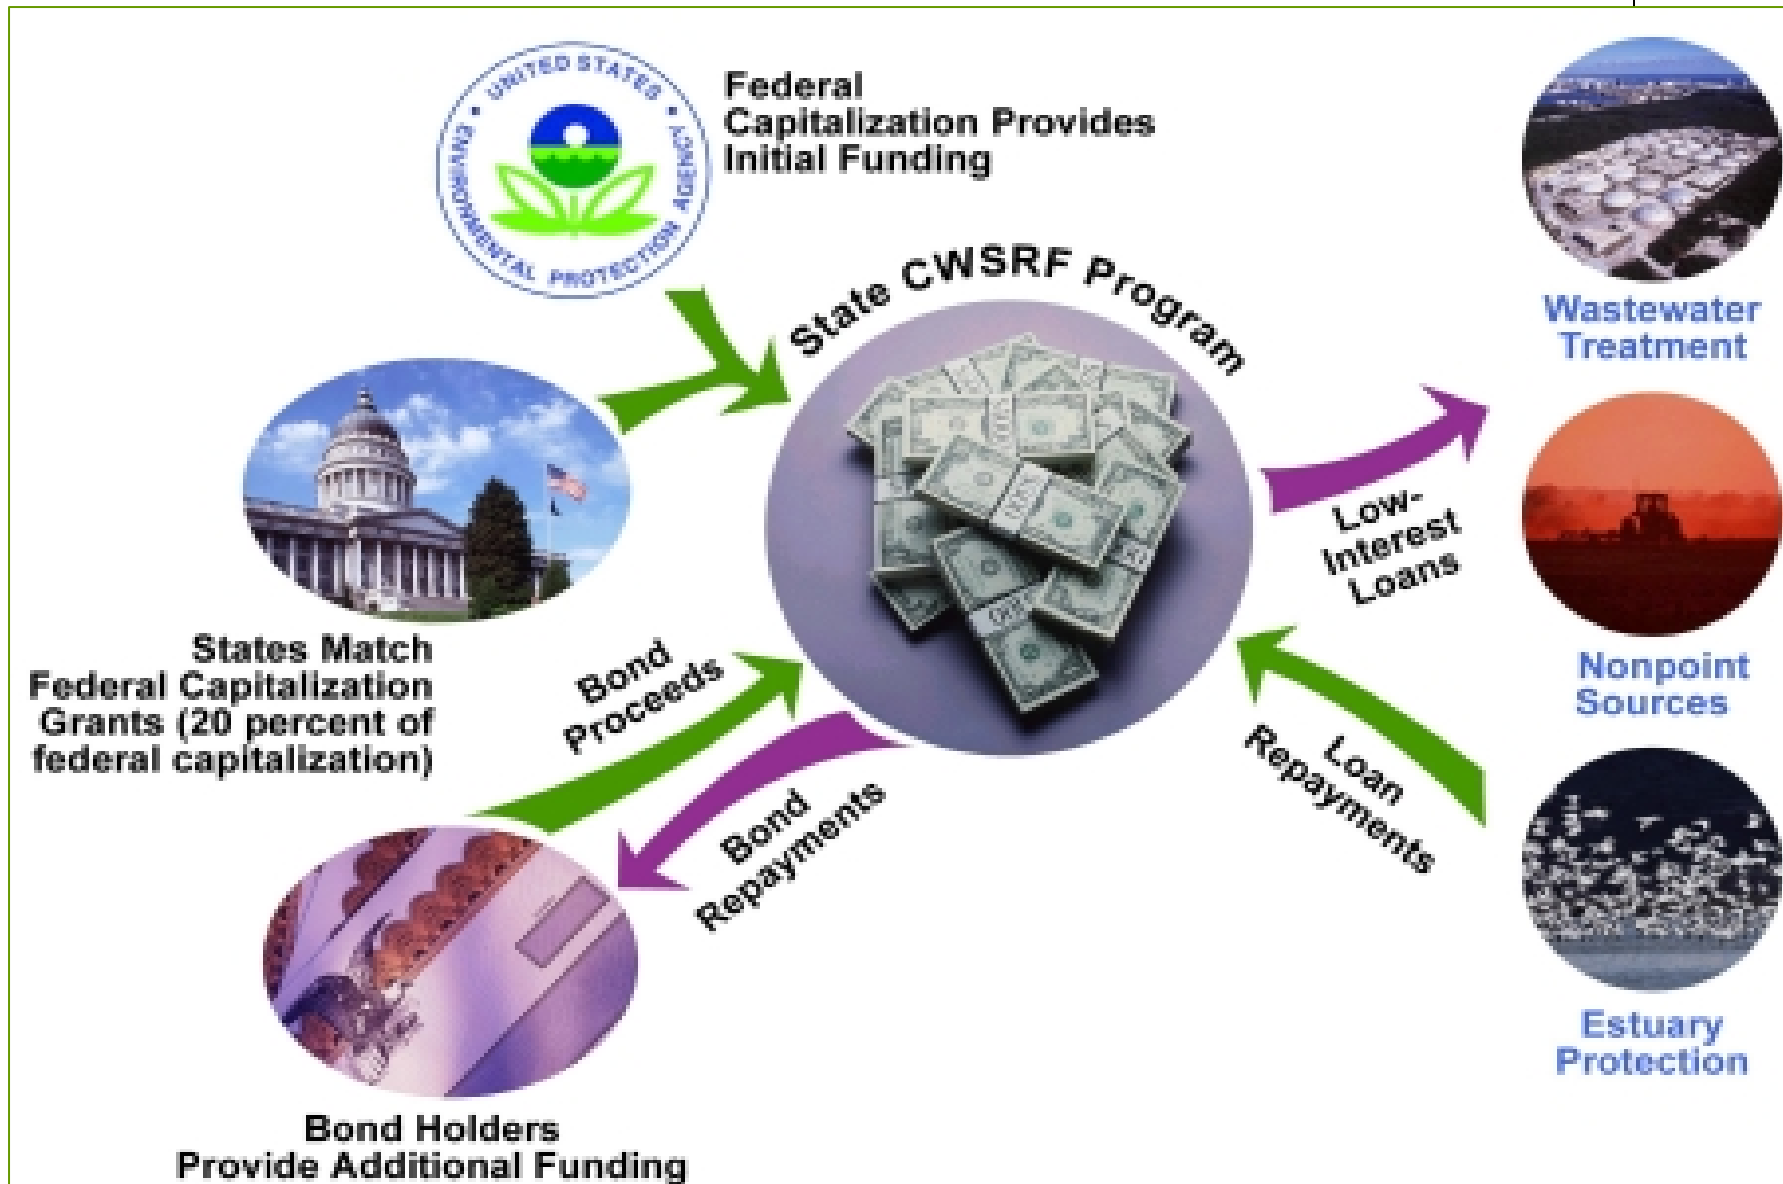 UNITED STATES
ENVIRONMENTAL PROTECTION AGENCY
Federal
Capitalization Provides
Initial Funding
State CWSRF Program
Wastewater
Treatment
Low-
Interest
Loans
Nonpoint
Sources
States Match
Federal Capitalization
Grants (20 percent of
federal capitalization)
Bond
Proceeds
Bond
Repayments
Loan
Repayments
Estuary
Protection
Bond Holders
Provide Additional Funding